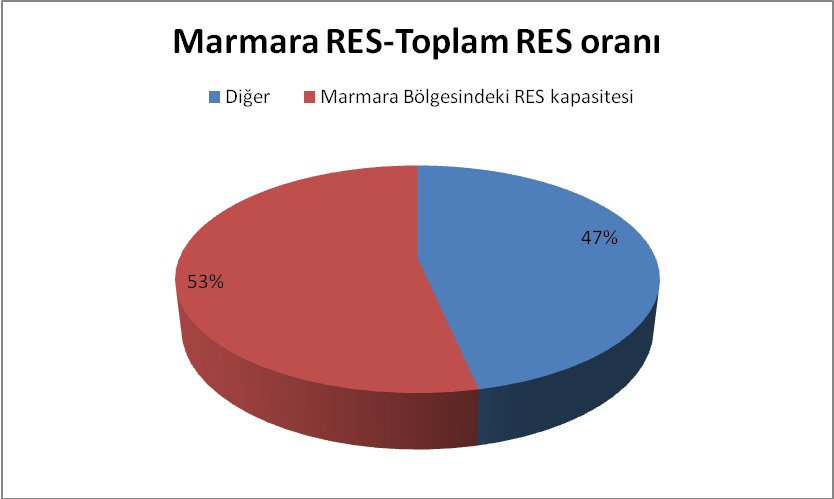 Marmara RES-Toplam RES oranı
Diğer Marmara Bölgesindeki RES kapasitesi
47%
53%